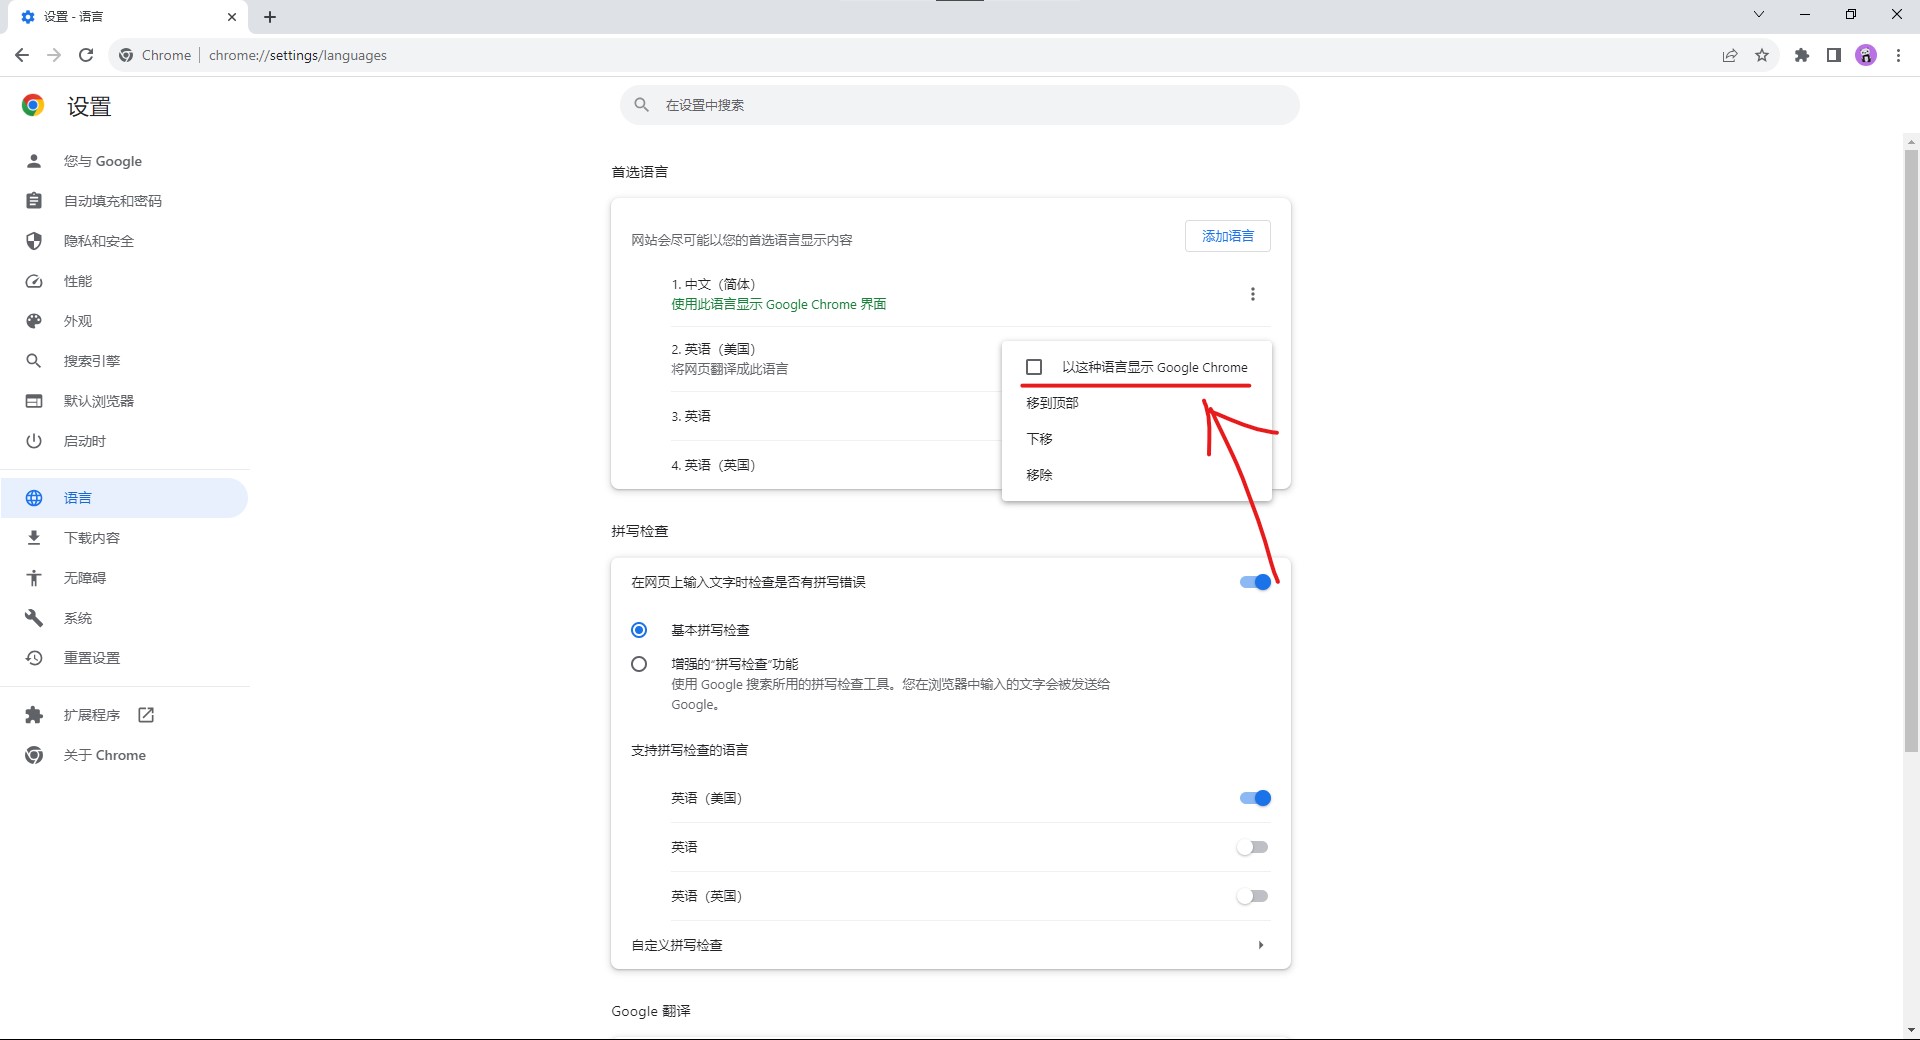 设置 - 语言
Chrome
chrome://settings/languages
设置
在设置中搜索
您与 Google
自动填充和密码
隐私和安全
性能
外观
搜索引擎
默认浏览器
启动时
语言
下载内容
无障碍
系统
重置设置
扩展程序
关于 Chrome
首选语言
网站会尽可能以您的首选语言显示内容
添加语言
1. 中文（简体）
使用此语言显示 Google Chrome 界面
2. 英语（美国）
将网页翻译成此语言
3. 英语
4. 英语（英国）
以这种语言显示 Google Chrome
移到顶部
下移
移除
拼写检查
在网页上输入文字时检查是否有拼写错误
基本拼写检查
增强的“拼写检查”功能
使用 Google 搜索所用的拼写检查工具。您在浏览器中输入的文字会被发送给
Google。
支持拼写检查的语言
英语（美国）
英语
英语（英国）
自定义拼写检查
Google 翻译